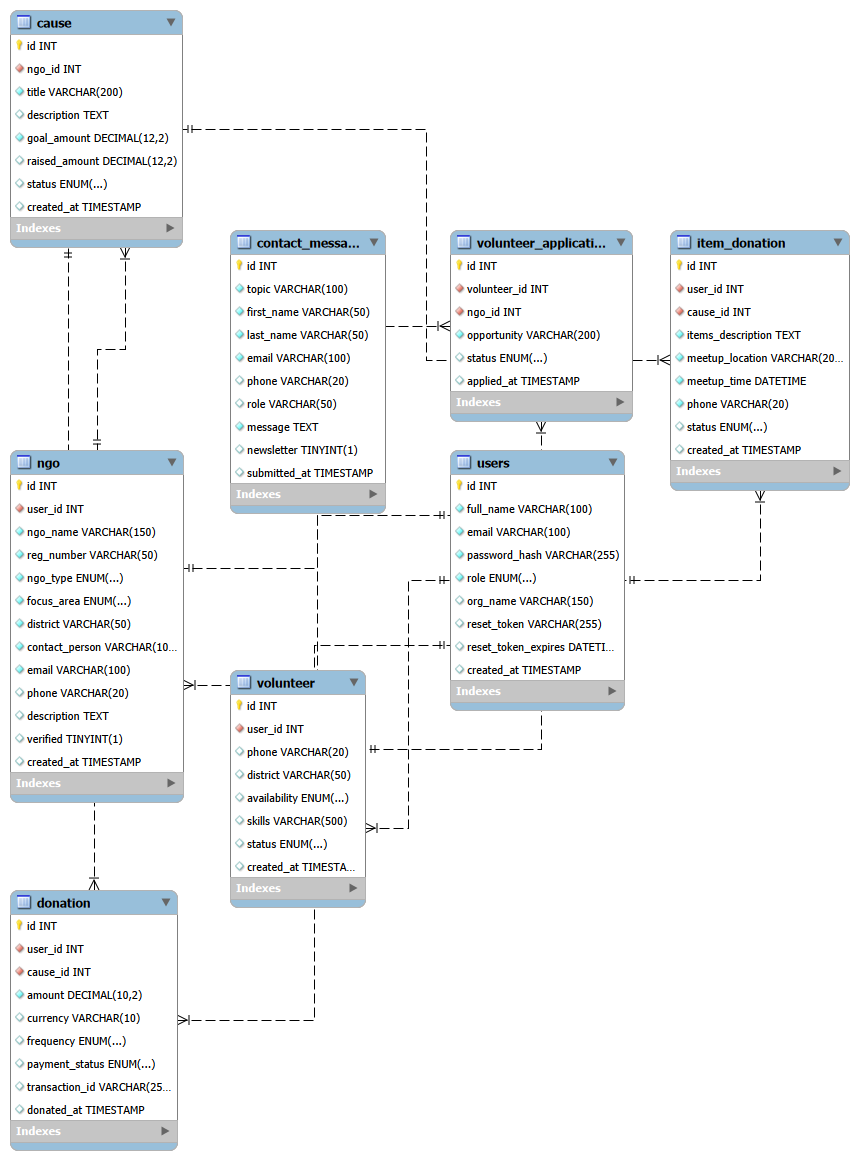 cause
id INT
ngo_id INT
title VARCHAR(200)
description TEXT
goal_amount DECIMAL(12,2)
raised_amount DECIMAL(12,2)
status ENUM(...)
created_at TIMESTAMP
Indexes
contact_messa...
id INT
topic VARCHAR(100)
first_name VARCHAR(50)
last_name VARCHAR(50)
email VARCHAR(100)
phone VARCHAR(20)
role VARCHAR(50)
message TEXT
newsletter TINYINT(1)
submitted_at TIMESTAMP
Indexes
volunteer_applicati...
id INT
volunteer_id INT
ngo_id INT
opportunity VARCHAR(200)
status ENUM(...)
applied_at TIMESTAMP
Indexes
item_donation
id INT
user_id INT
cause_id INT
items_description TEXT
meetup_location VARCHAR(20...
meetup_time DATETIME
phone VARCHAR(20)
status ENUM(...)
created_at TIMESTAMP
Indexes
ngo
id INT
user_id INT
ngo_name VARCHAR(150)
reg_number VARCHAR(50)
ngo_type ENUM(...)
focus_area ENUM(...)
district VARCHAR(50)
contact_person VARCHAR(10...
email VARCHAR(100)
phone VARCHAR(20)
description TEXT
verified TINYINT(1)
created_at TIMESTAMP
Indexes
users
id INT
full_name VARCHAR(100)
email VARCHAR(100)
password_hash VARCHAR(255)
role ENUM(...)
org_name VARCHAR(150)
reset_token VARCHAR(255)
reset_token_expires DATETI...
created_at TIMESTAMP
Indexes
volunteer
id INT
user_id INT
phone VARCHAR(20)
district VARCHAR(50)
availability ENUM(...)
skills VARCHAR(500)
status ENUM(...)
created_at TIMESTA...
Indexes
donation
id INT
user_id INT
cause_id INT
amount DECIMAL(10,2)
currency VARCHAR(10)
frequency ENUM(...)
payment_status ENUM(...)
transaction_id VARCHAR(25...
donated_at TIMESTAMP
Indexes